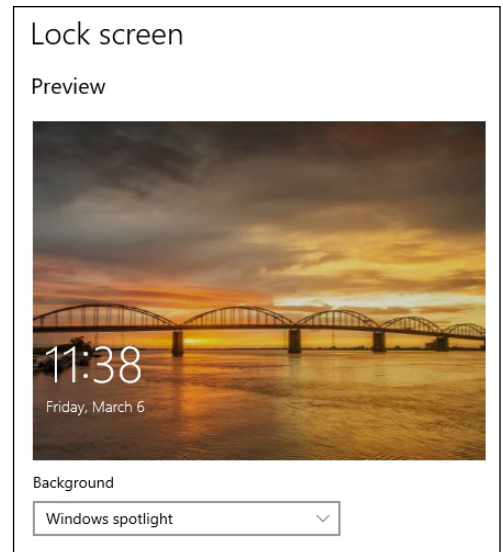 Lock screen
Preview
11:38
Friday, March 6
Background
Windows spotlight